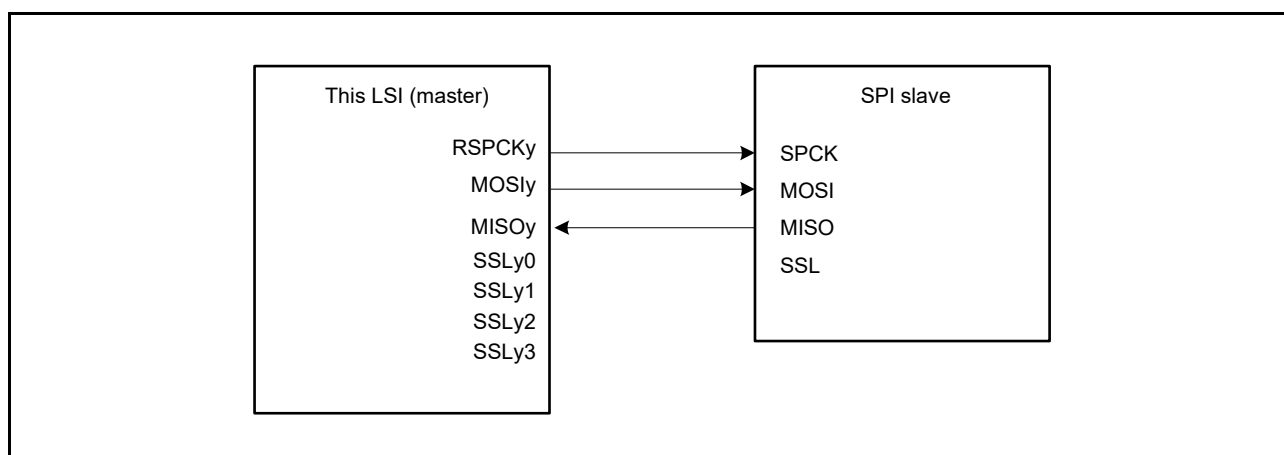 This LSI (master)
RSPCKy
MOSIy
MISOy
SSLy0
SSLy1
SSLy2
SSLy3
SPI slave
SPCK
MOSI
MISO
SSL